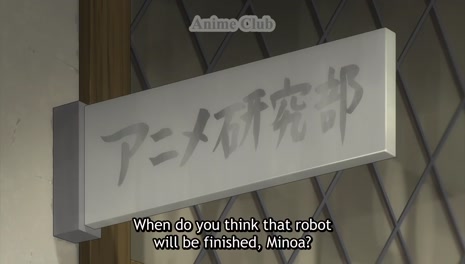 Anime Club
アニメ研究部
When do you think that robot
will be finished, Minoa?